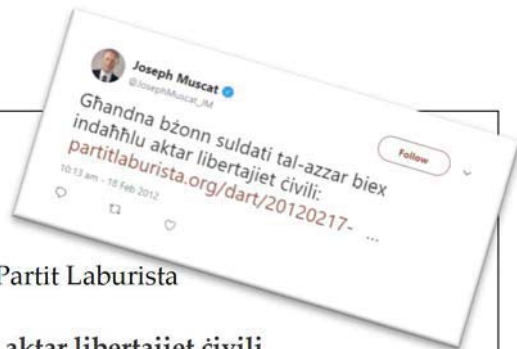 Joseph Muscat
@JosephMuscat_JM
Follow
Għandna bżonn suldati tal-azzar biex
indaħħlu aktar libertajiet ċivili:
partitlaburista.org/dart/20120217- ...
10:13 am - 18 Feb 2012
Partit Laburista
aktar libertajiet ċivili